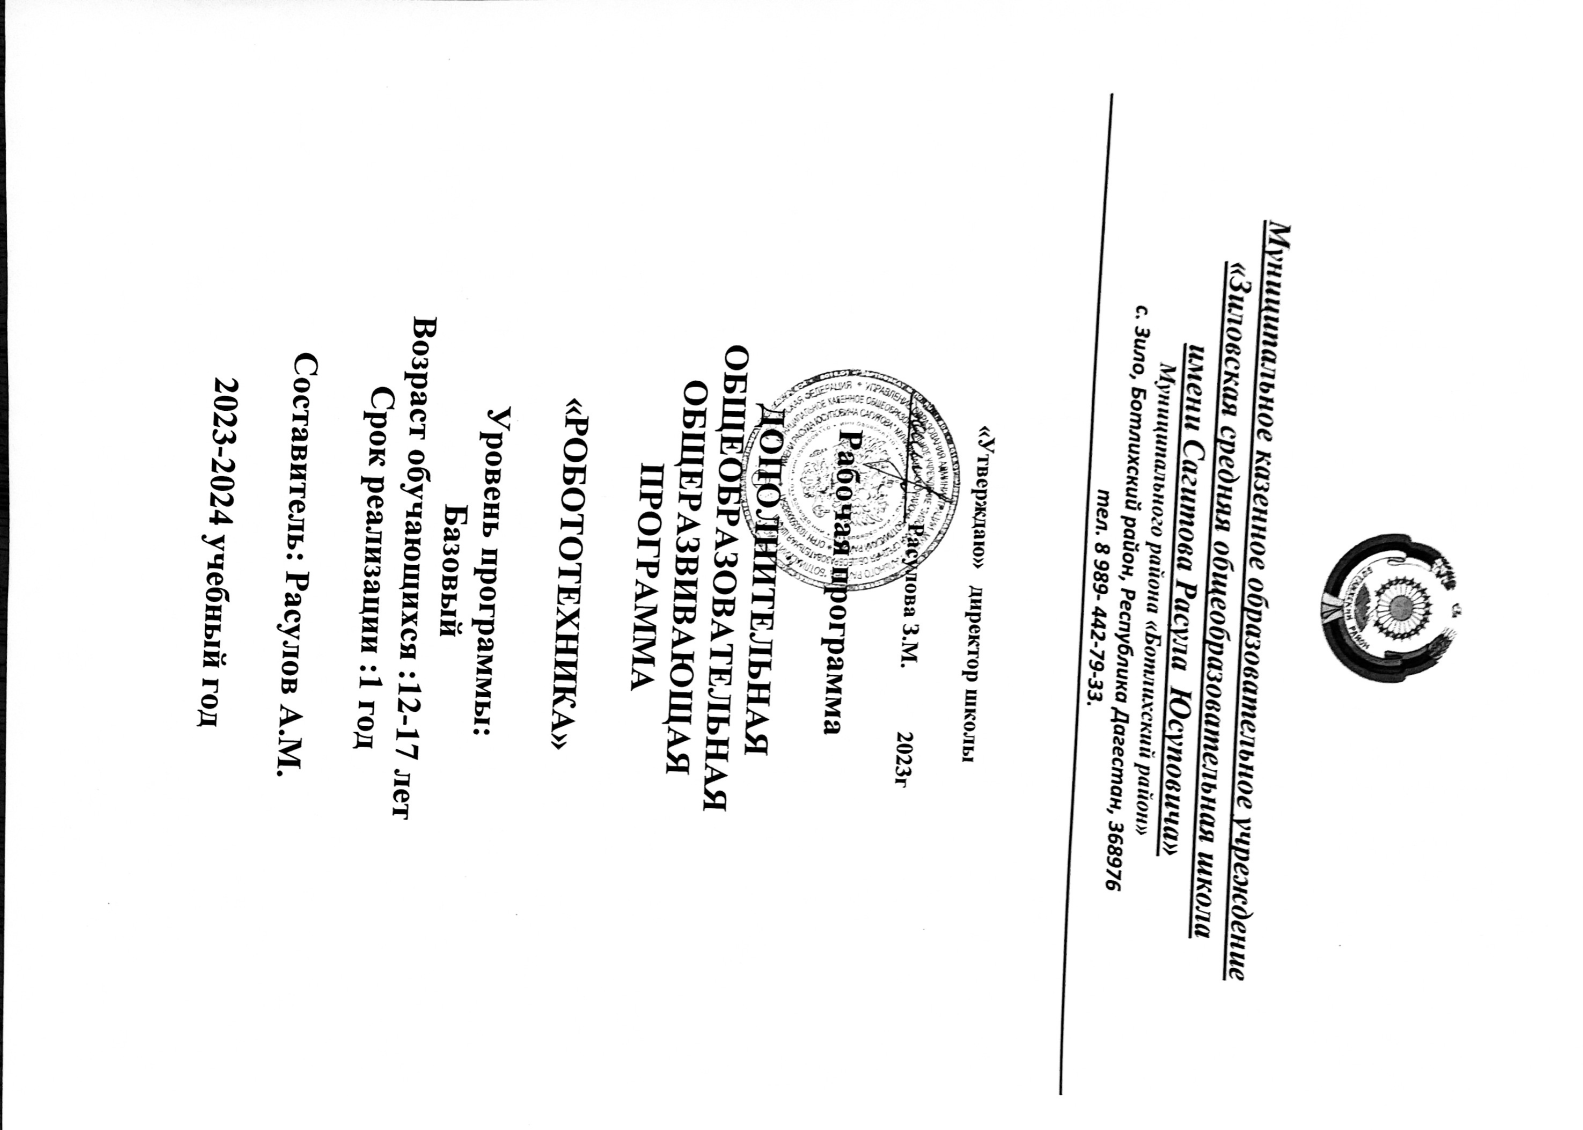 БОТЛИХСКИЙ РАЙОН
Муниципальное казенное образовательное учреждение
«Зиловская средняя общеобразовательная школа
имени Сагитова Расула Юсуповича»
Муниципального района «Ботлихский район»
с. Зило, Ботлихский район, Республика Дагестан, 368976
тел. 8 989- 442-79-33.
«Утверждаю» директор школы
Расулова З.М. 2023г
Рабочая программа
ДОПОЛНИТЕЛЬНАЯ
ОБЩЕОБРАЗОВАТЕЛЬНАЯ
ОБЩЕРАЗВИВАЮЩАЯ
ПРОГРАММА
«РОБОТОТЕХНИКА»
Уровень программы:
Базовый
Возраст обучающихся :12-17 лет
Срок реализации :1 год
Составитель: Расулов А.М.
2023-2024 учебный год